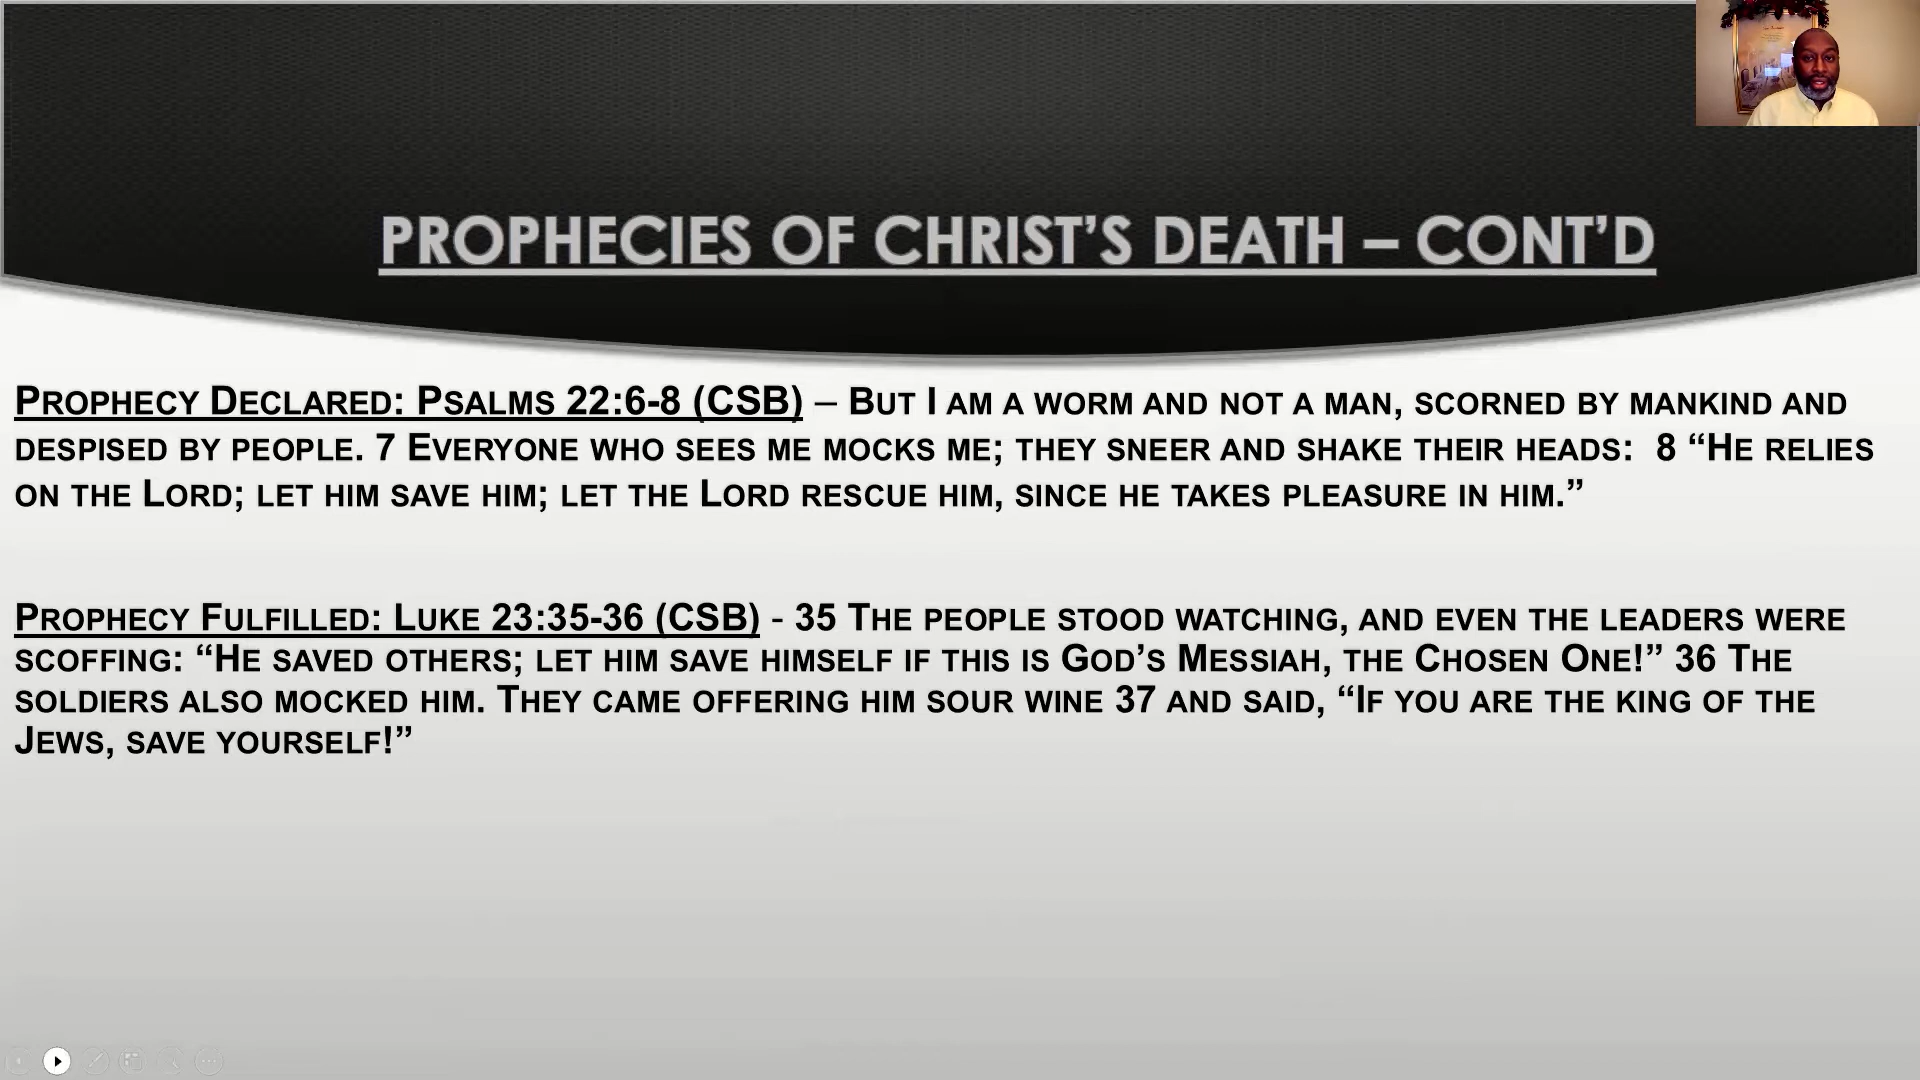 PROPHECIES OF CHRIST’S DEATH – CONT’D
Prophecy Declared: Psalms 22:6-8 (CSB) – But I am a worm and not a man, scorned by mankind and
despised by people. 7 Everyone who sees me mocks me; they sneer and shake their heads:  8 “He relies
on the Lord; let him save him; let the Lord rescue him, since he takes pleasure in him.”
Prophecy Fulfilled: Luke 23:35-36 (CSB) - 35 The people stood watching, and even the leaders were
scoffing: “He saved others; let him save himself if this is God’s Messiah, the Chosen One!” 36 The
soldiers also mocked him. They came offering him sour wine 37 and said, “If you are the king of the
Jews, save yourself!”